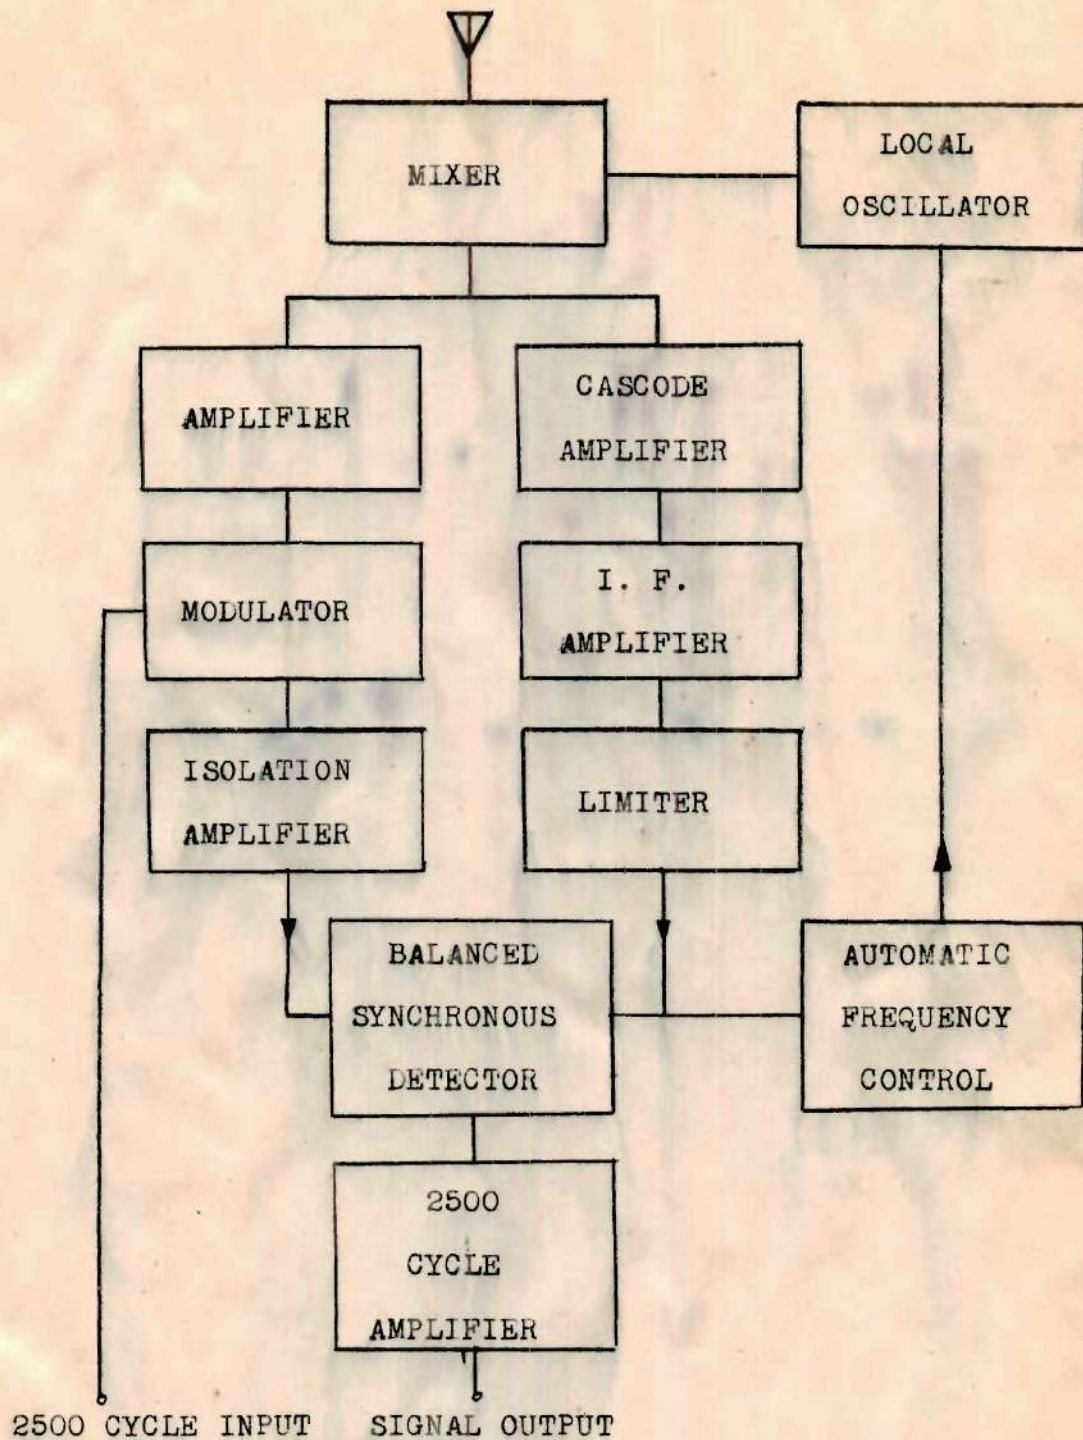 MIXER
LOCAL
OSCILLATOR
AMPLIFIER
CASCODE
AMPLIFIER
MODULATOR
I. F.
AMPLIFIER
ISOLATION
AMPLIFIER
LIMITER
BALANCED
SYNCHRONOUS
DETECTOR
AUTOMATIC
FREQUENCY
CONTROL
2500
CYCLE
AMPLIFIER
2500 CYCLE INPUT
SIGNAL OUTPUT